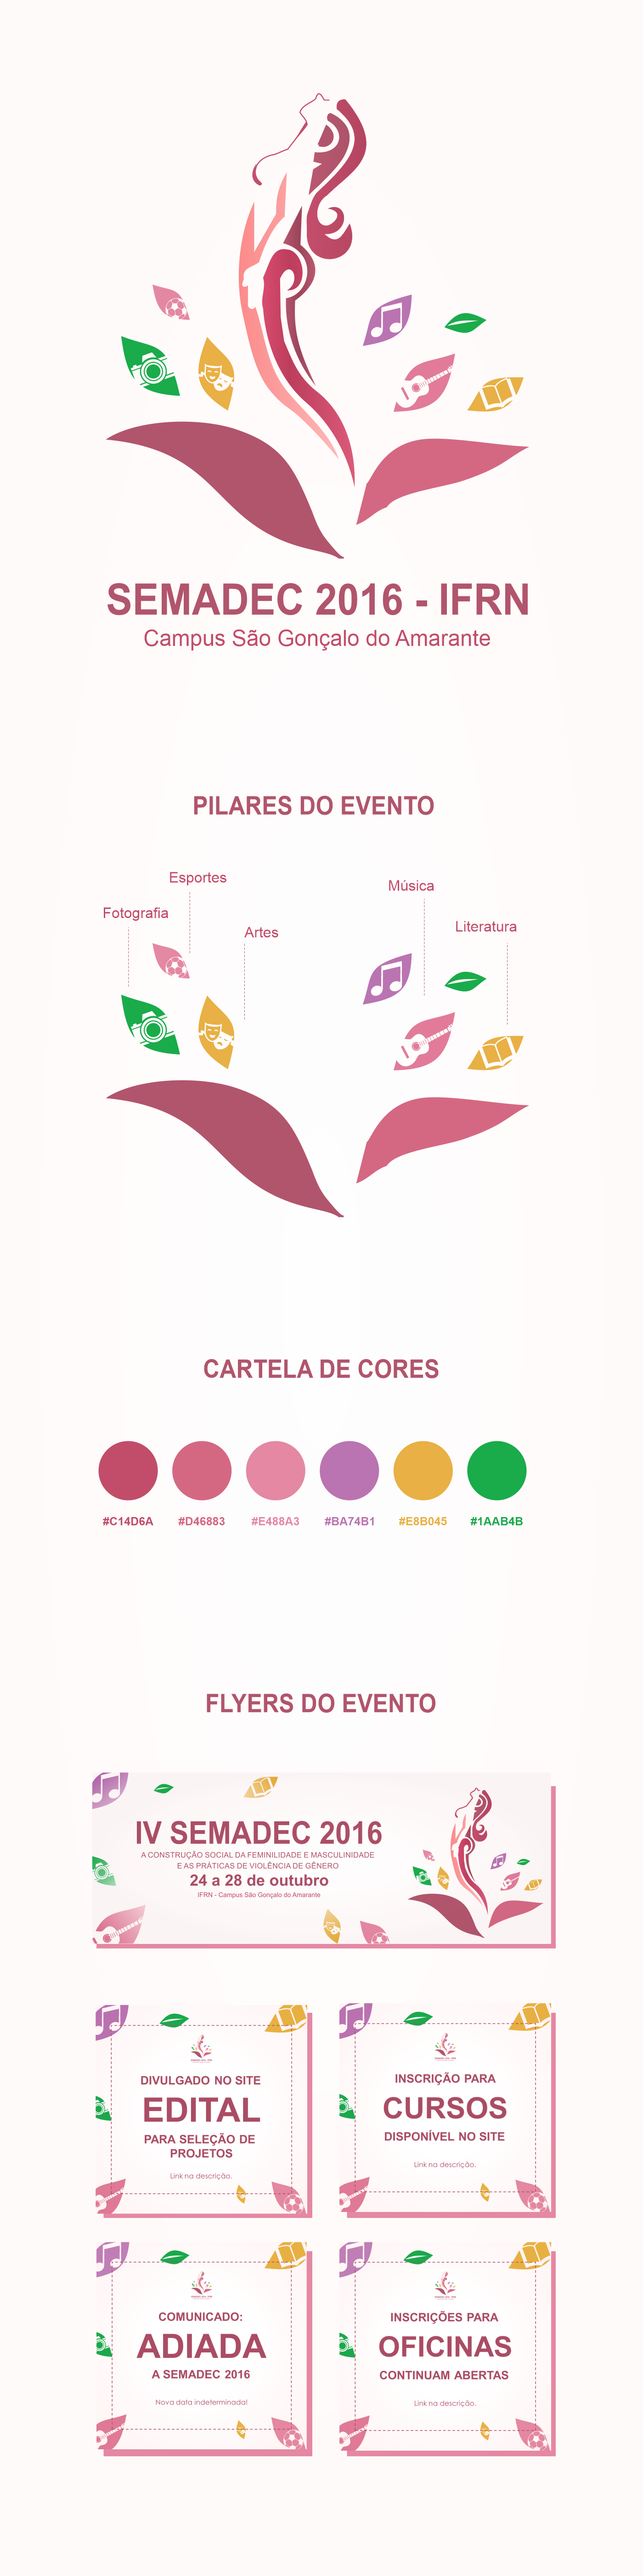 SEMADEC 2016 - IFRN
Campus São Gonçalo do Amarante
PILARES DO EVENTO
Esportes
Música
Fotografia
Literatura
Artes
CARTELA DE CORES
#C14D6A #D46883 #E488A3 #BA74B1 #E8B045 #1AAB4B
FLYERS DO EVENTO
IV SEMADEC 2016
A CONSTRUÇÃO SOCIAL DA FEMINILIDADE E MASCULINIDADE
E AS PRÁTICAS DE VIOLÊNCIA DE GÊNERO
24 a 28 de outubro
IFRN - Campus São Gonçalo do Amarante
DIVULGADO NO SITE
EDITAL
PARA SELEÇÃO DE
PROJETOS
Link na descrição.
INSCRIÇÃO PARA
CURSOS
DISPONÍVEL NO SITE
Link na descrição.
COMUNICADO:
ADIADA
A SEMADEC 2016
Nova data indeterminada!
INSCRIÇÕES PARA
OFICINAS
CONTINUAM ABERTAS
Link na descrição.